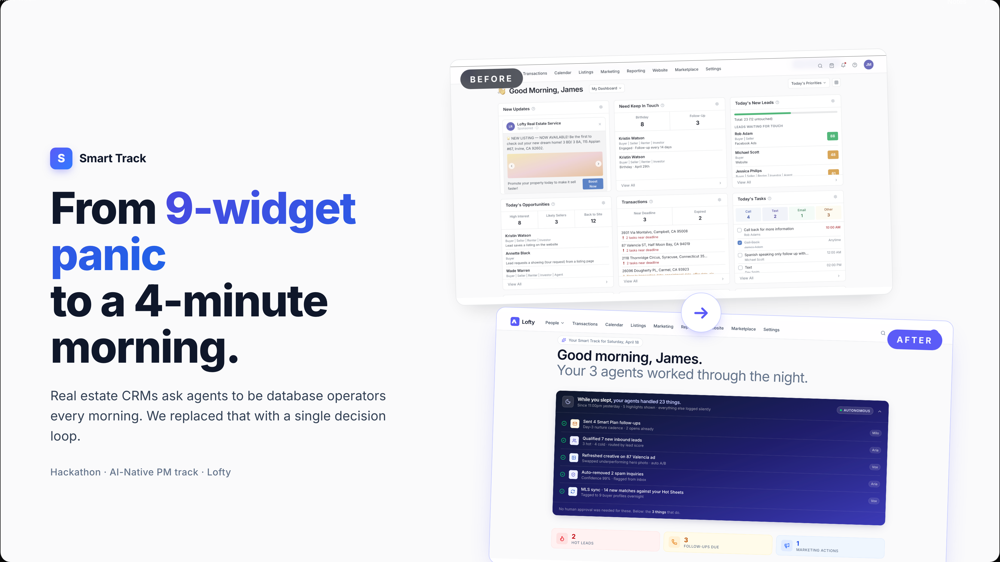 S
Smart Track
From 9-widget
panic
to a 4-minute
morning.
Real estate CRMs ask agents to be database operators
every morning. We replaced that with a single decision
loop.
Hackathon · AI-Native PM track · Lofty
BEFORE
Transactions Calendar Listings Marketing Reporting Website Marketplace Settings
JM
👋 Good Morning, James
My Dashboard
Today's Priorities
New Updates
LR
Lofty Real Estate Service
Sponsored ·
NEW LISTING — NOW AVAILABLE! Be the first to
check out your new dream home! 3 BD/ 3 BA, 115 Appian
#67, Irvine, CA 92602.
Promote your property today to make it sell
faster!
Boost
Now
Need Keep In Touch
Birthday
8
Follow-Up
3
Kristin Watson
Buyer | Seller | Renter | Investor
Engaged · Follow-up every 14 days
Kristin Watson
Buyer | Seller | Renter | Investor
Birthday · April 29th
View All
Today's New Leads
Total: 23 (12 untouched)
LEADS WAITING FOR TOUCH
Rob Adam
Buyer | Seller
Facebook Ads
88
Michael Scott
Buyer
Website
48
Jessica Philips
Buyer | Seller | Renter | Investor | Agent
61
View All
Today's Opportunities
High Interest
8
Likely Sellers
3
Back to Site
12
Kristin Watson
Buyer | Seller | Renter | Investor
Lead saves a listing on the website
Annette Black
Buyer
Lead requests a showing (tour request) from a listing page
Wade Warren
Buyer | Seller | Renter | Investor | Agent
View All
Transactions
Near Deadline
3
Expired
2
3931 Via Montalvo, Campbell, CA 95008
! 2 tasks near deadline
87 Valencia ST, Half Moon Bay, CA 94019
! 2 tasks near deadline
2118 Thornridge Circus, Syracuse, Connecticut 35...
! 2 tasks near deadline
26096 Dougherty PL, Carmel, CA 93923
View All
Today's Tasks
Call
4
Text
2
Email
1
Other
3
Call back for more information
10:00 AM
Rob Adams
Call Back
Anytime
James Adam
Spanish speaking only follow up with...
12:00 AM
Michael Scott
Text
02:00 PM
Day Smith
View All
Lofty
People Transactions Calendar Listings Marketing Rep bsite Marketplace Settings
AFTER
Your Smart Track for Saturday, April 18
Good morning, James.
Your 3 agents worked through the night.
While you slept, your agents handled 23 things.
Since 11:00pm yesterday · 5 highlights shown · everything else logged silently
AUTONOMOUS
Sent 4 Smart Plan follow-ups
Day-3 nurture cadence · 2 opens already
Milo
Qualified 7 new inbound leads
3 hot · 4 cold · routed by lead score
Aria
Refreshed creative on 87 Valencia ad
Swapped underperforming hero photo · auto A/B
Vox
Auto-removed 2 spam inquiries
Confidence 99% · flagged from inbox
Aria
MLS sync · 14 new matches against your Hot Sheets
Tagged to 9 buyer profiles overnight
Vox
No human approval was needed for these. Below: the 3 things that do.
2
HOT LEADS
3
FOLLOW-UPS DUE
1
MARKETING ACTIONS